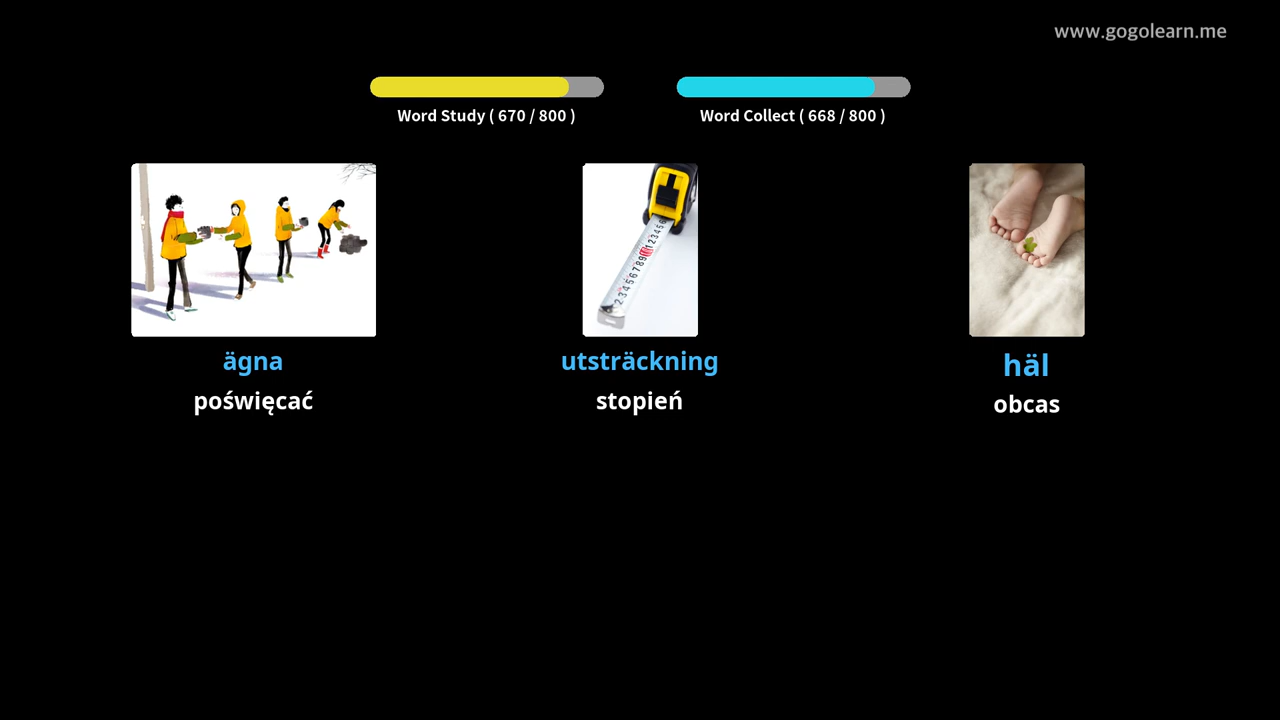 www.gogolearn.me
Word Study ( 670 / 800 )
Word Collect ( 668 / 800 )
ägna
poświęcać
utsträckning
stopień
häl
obcas